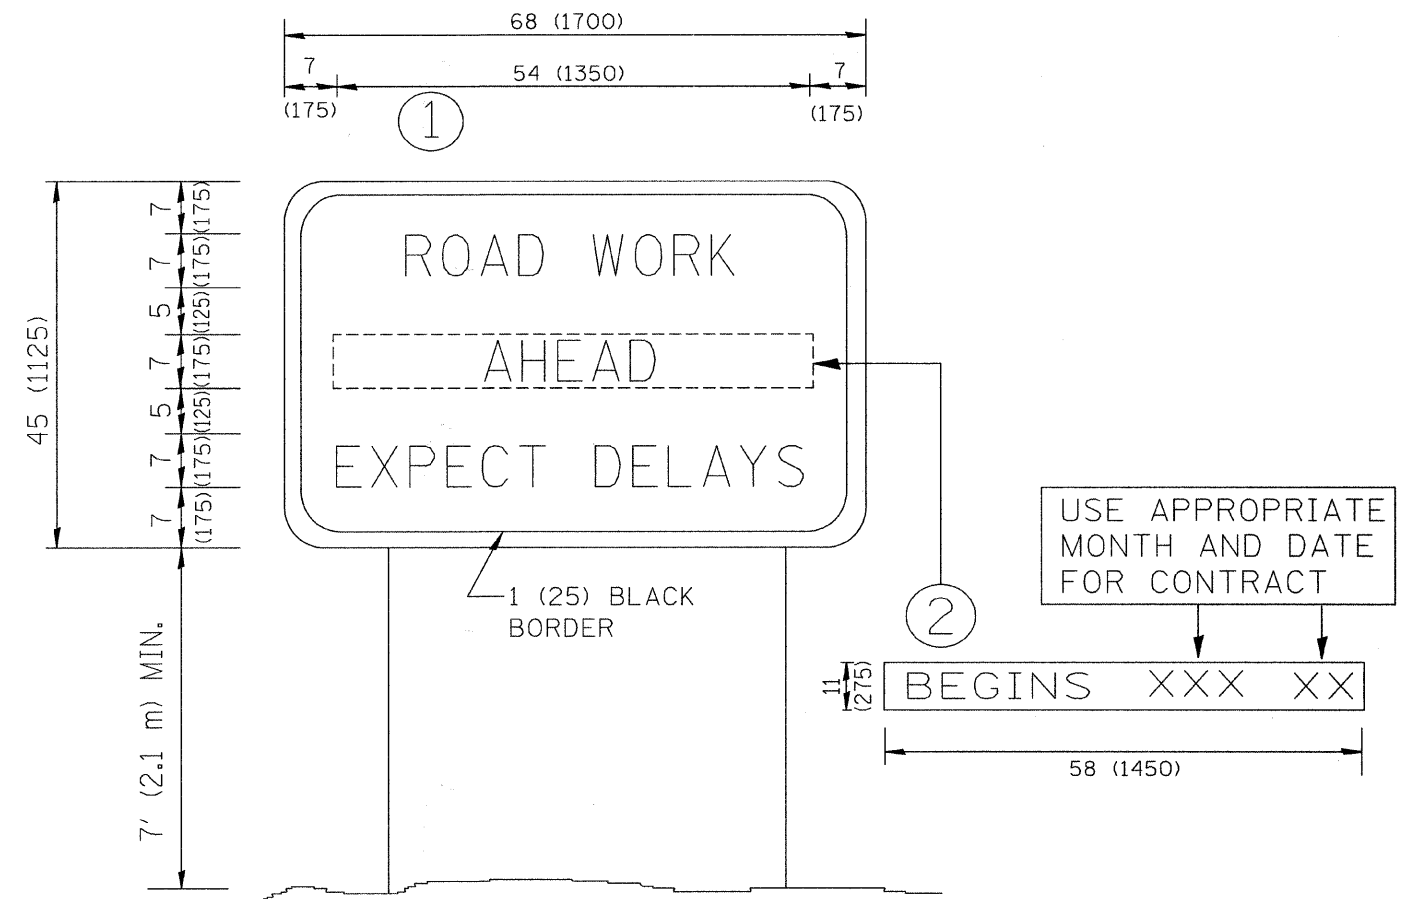 68 (1700)
7 54 (1350) 7
(175) (175)
1
7 (175)
7 (175)
5 (125)
7 (175)
5 (125)
7 (175)
7 (175)
45 (1125)
ROAD WORK
AHEAD
EXPECT DELAYS
1 (25) BLACK
BORDER
7' (2.1 m) MIN.
USE APPROPRIATE
MONTH AND DATE
FOR CONTRACT
2
11
(275)
BEGINS XXX XX
58 (1450)